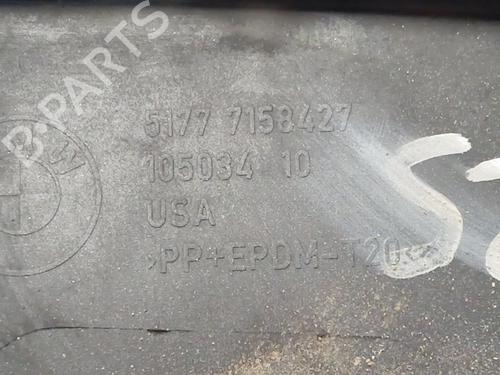 B-PARTS
5177 7158427
105034 10
USA
>PP+EPDM-T20<